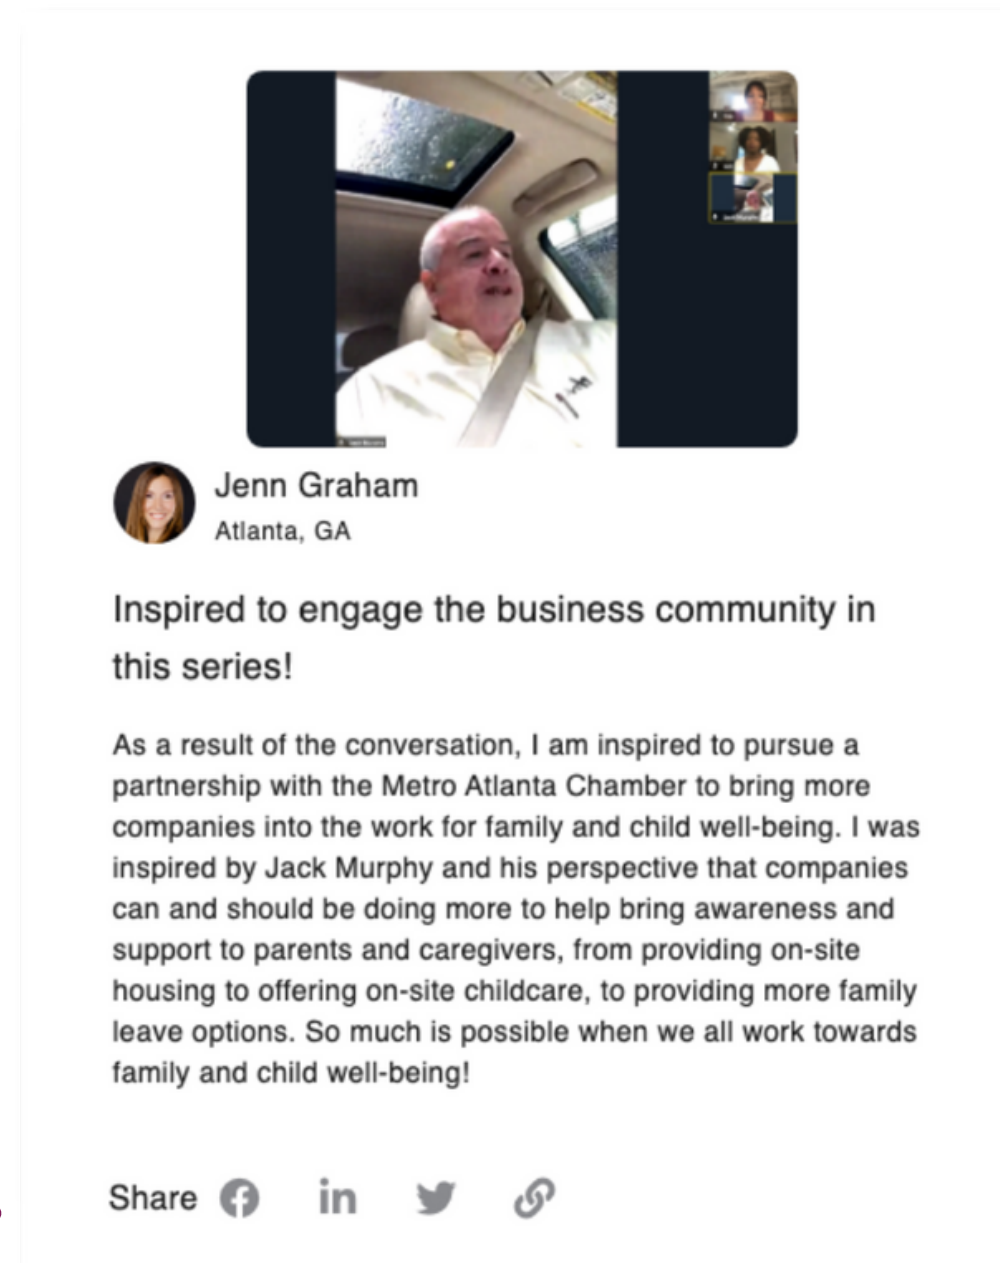 Jenn Graham
Atlanta, GA
Inspired to engage the business community in
this series!
As a result of the conversation, I am inspired to pursue a
partnership with the Metro Atlanta Chamber to bring more
companies into the work for family and child well-being. I was
inspired by Jack Murphy and his perspective that companies
can and should be doing more to help bring awareness and
support to parents and caregivers, from providing on-site
housing to offering on-site childcare, to providing more family
leave options. So much is possible when we all work towards
family and child well-being!
Share